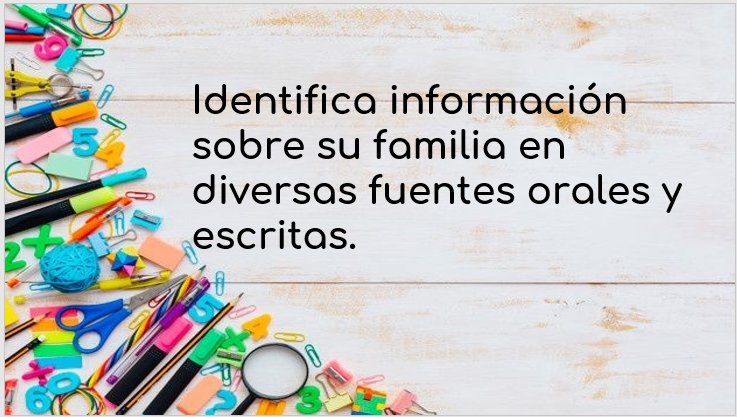 Identifica información
sobre su familia en
diversas fuentes orales y
escritas.